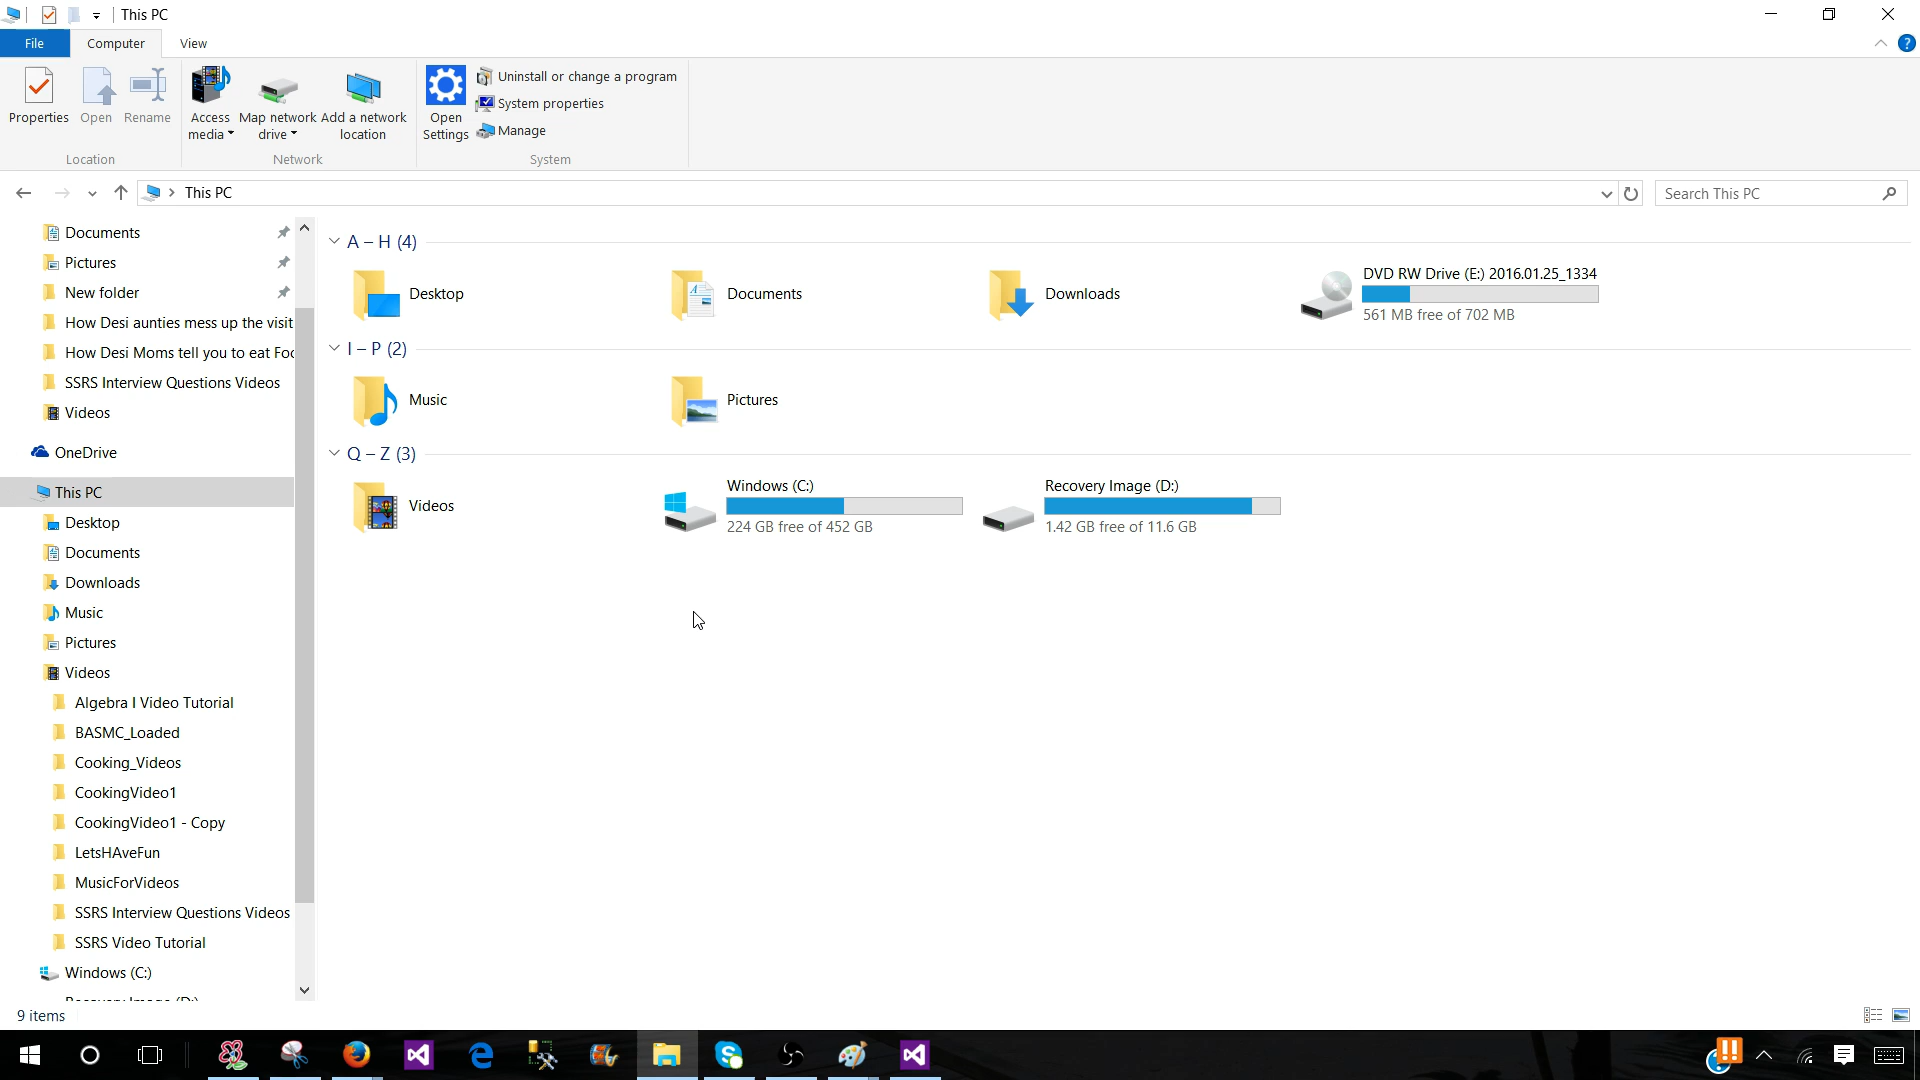 This PC
File
Computer
View
Properties
Open
Rename
Access media
Map network drive
Add a network location
Open Settings
Uninstall or change a program
System properties
Manage
Location
Network
System
This PC
Search This PC
Documents
Pictures
New folder
How Desi aunties mess up the visit
How Desi Moms tell you to eat Foo
SSRS Interview Questions Videos
Videos
OneDrive
This PC
Desktop
Documents
Downloads
Music
Pictures
Videos
Algebra I Video Tutorial
BASMC_Loaded
Cooking_Videos
CookingVideo1
CookingVideo1 - Copy
LetsHAveFun
MusicForVideos
SSRS Interview Questions Videos
SSRS Video Tutorial
Windows (C:)
Recovery Image (D:)
A – H (4)
Desktop
Documents
Downloads
DVD RW Drive (E:) 2016.01.25_1334
561 MB free of 702 MB
I – P (2)
Music
Pictures
Q – Z (3)
Videos
Windows (C:)
224 GB free of 452 GB
Recovery Image (D:)
1.42 GB free of 11.6 GB
9 items